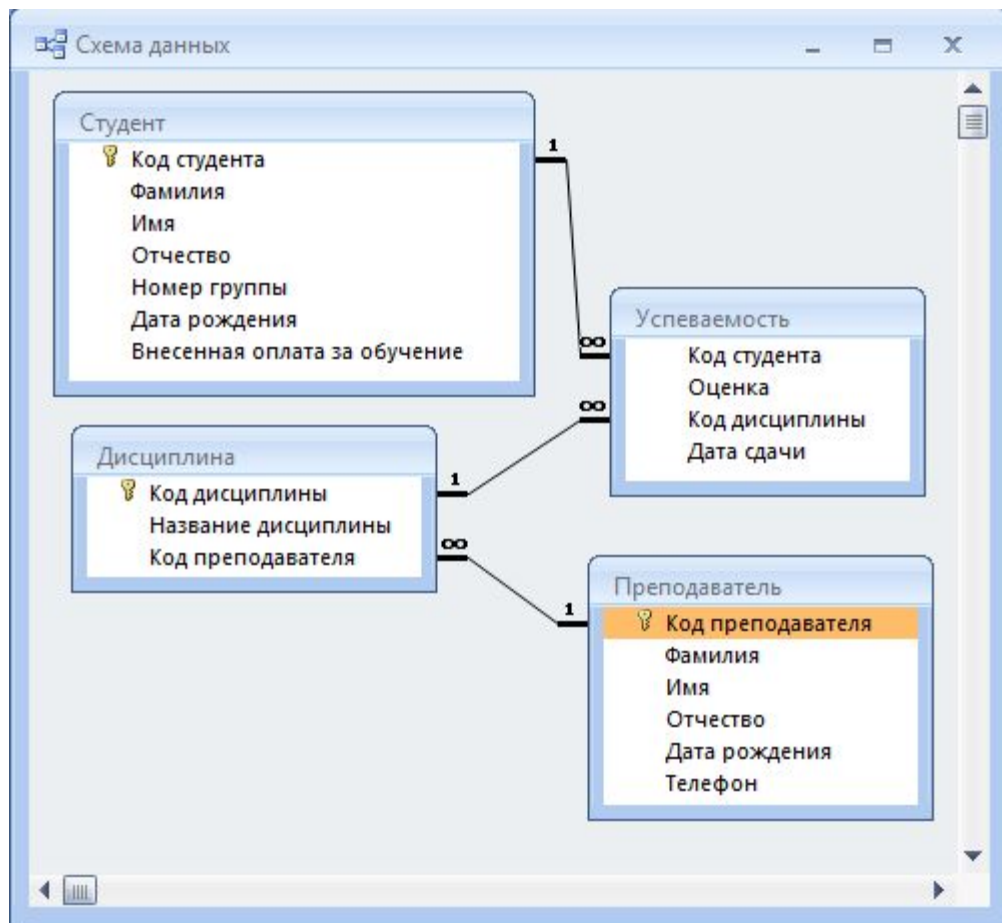 Схема данных
Студент
Код студента
Фамилия
Имя
Отчество
Номер группы
Дата рождения
Внесенная оплата за обучение
1
∞
Успеваемость
Код студента
Оценка
Код дисциплины
Дата сдачи
∞
Дисциплина
Код дисциплины
Название дисциплины
Код преподавателя
1
∞
1
Преподаватель
Код преподавателя
Фамилия
Имя
Отчество
Дата рождения
Телефон